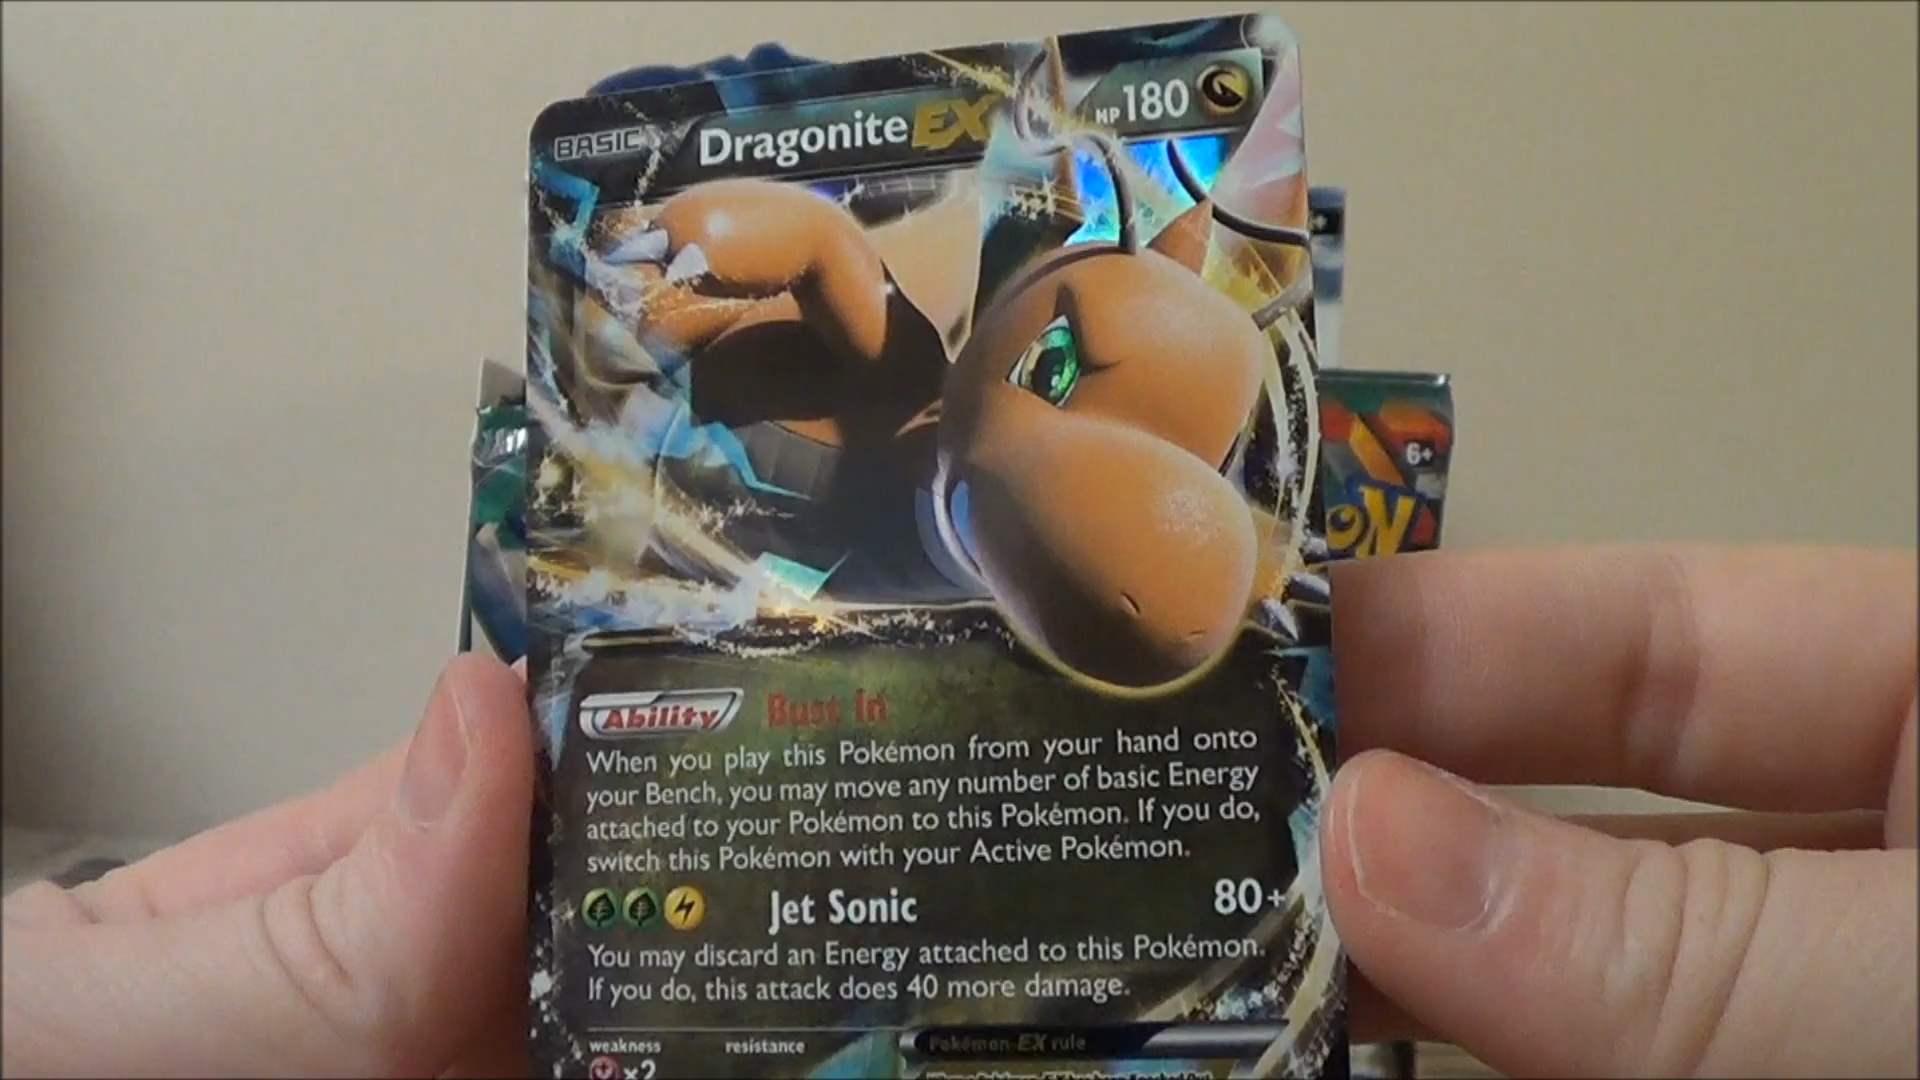 BASIC Dragonite EX HP 180
6+
Ability Bust In
When you play this Pokémon from your hand onto
your Bench, you may move any number of basic Energy
attached to your Pokémon to this Pokémon. If you do,
switch this Pokémon with your Active Pokémon.
Jet Sonic 80+
You may discard an Energy attached to this Pokémon.
If you do, this attack does 40 more damage.
weakness resistance Pokémon-EX rule
×2